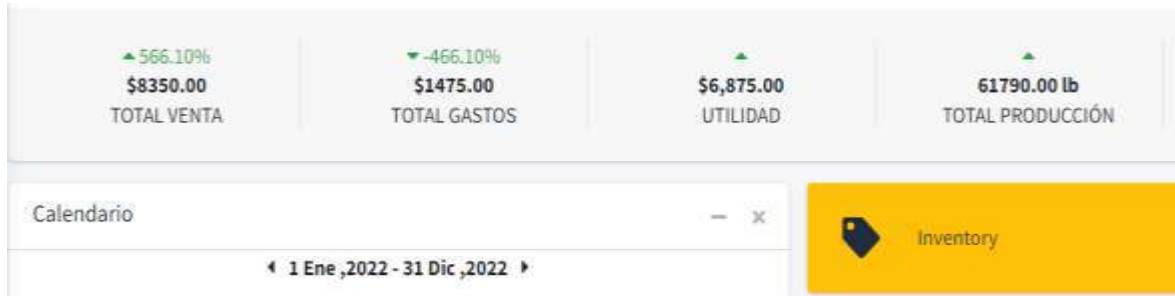 566.10%
$8350.00
TOTAL VENTA
-466.10%
$1475.00
TOTAL GASTOS
$6,875.00
UTILIDAD
61790.00 lb
TOTAL PRODUCCIÓN
Calendario
1 Ene ,2022 - 31 Dic ,2022
Inventory